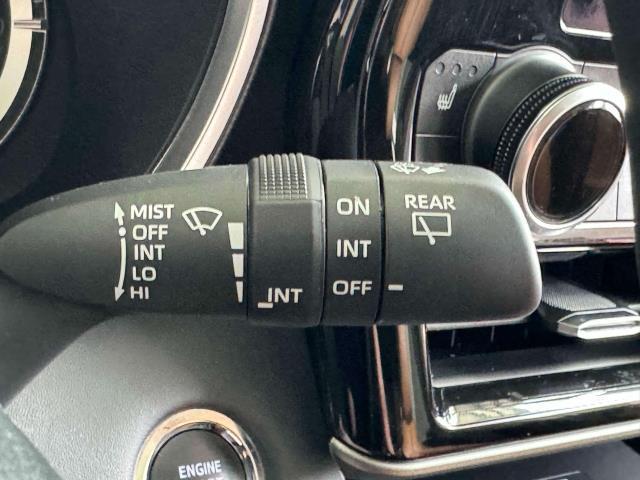 MIST
OFF
INT
LO
HI
INT
ON
INT
OFF
REAR
ENGINE